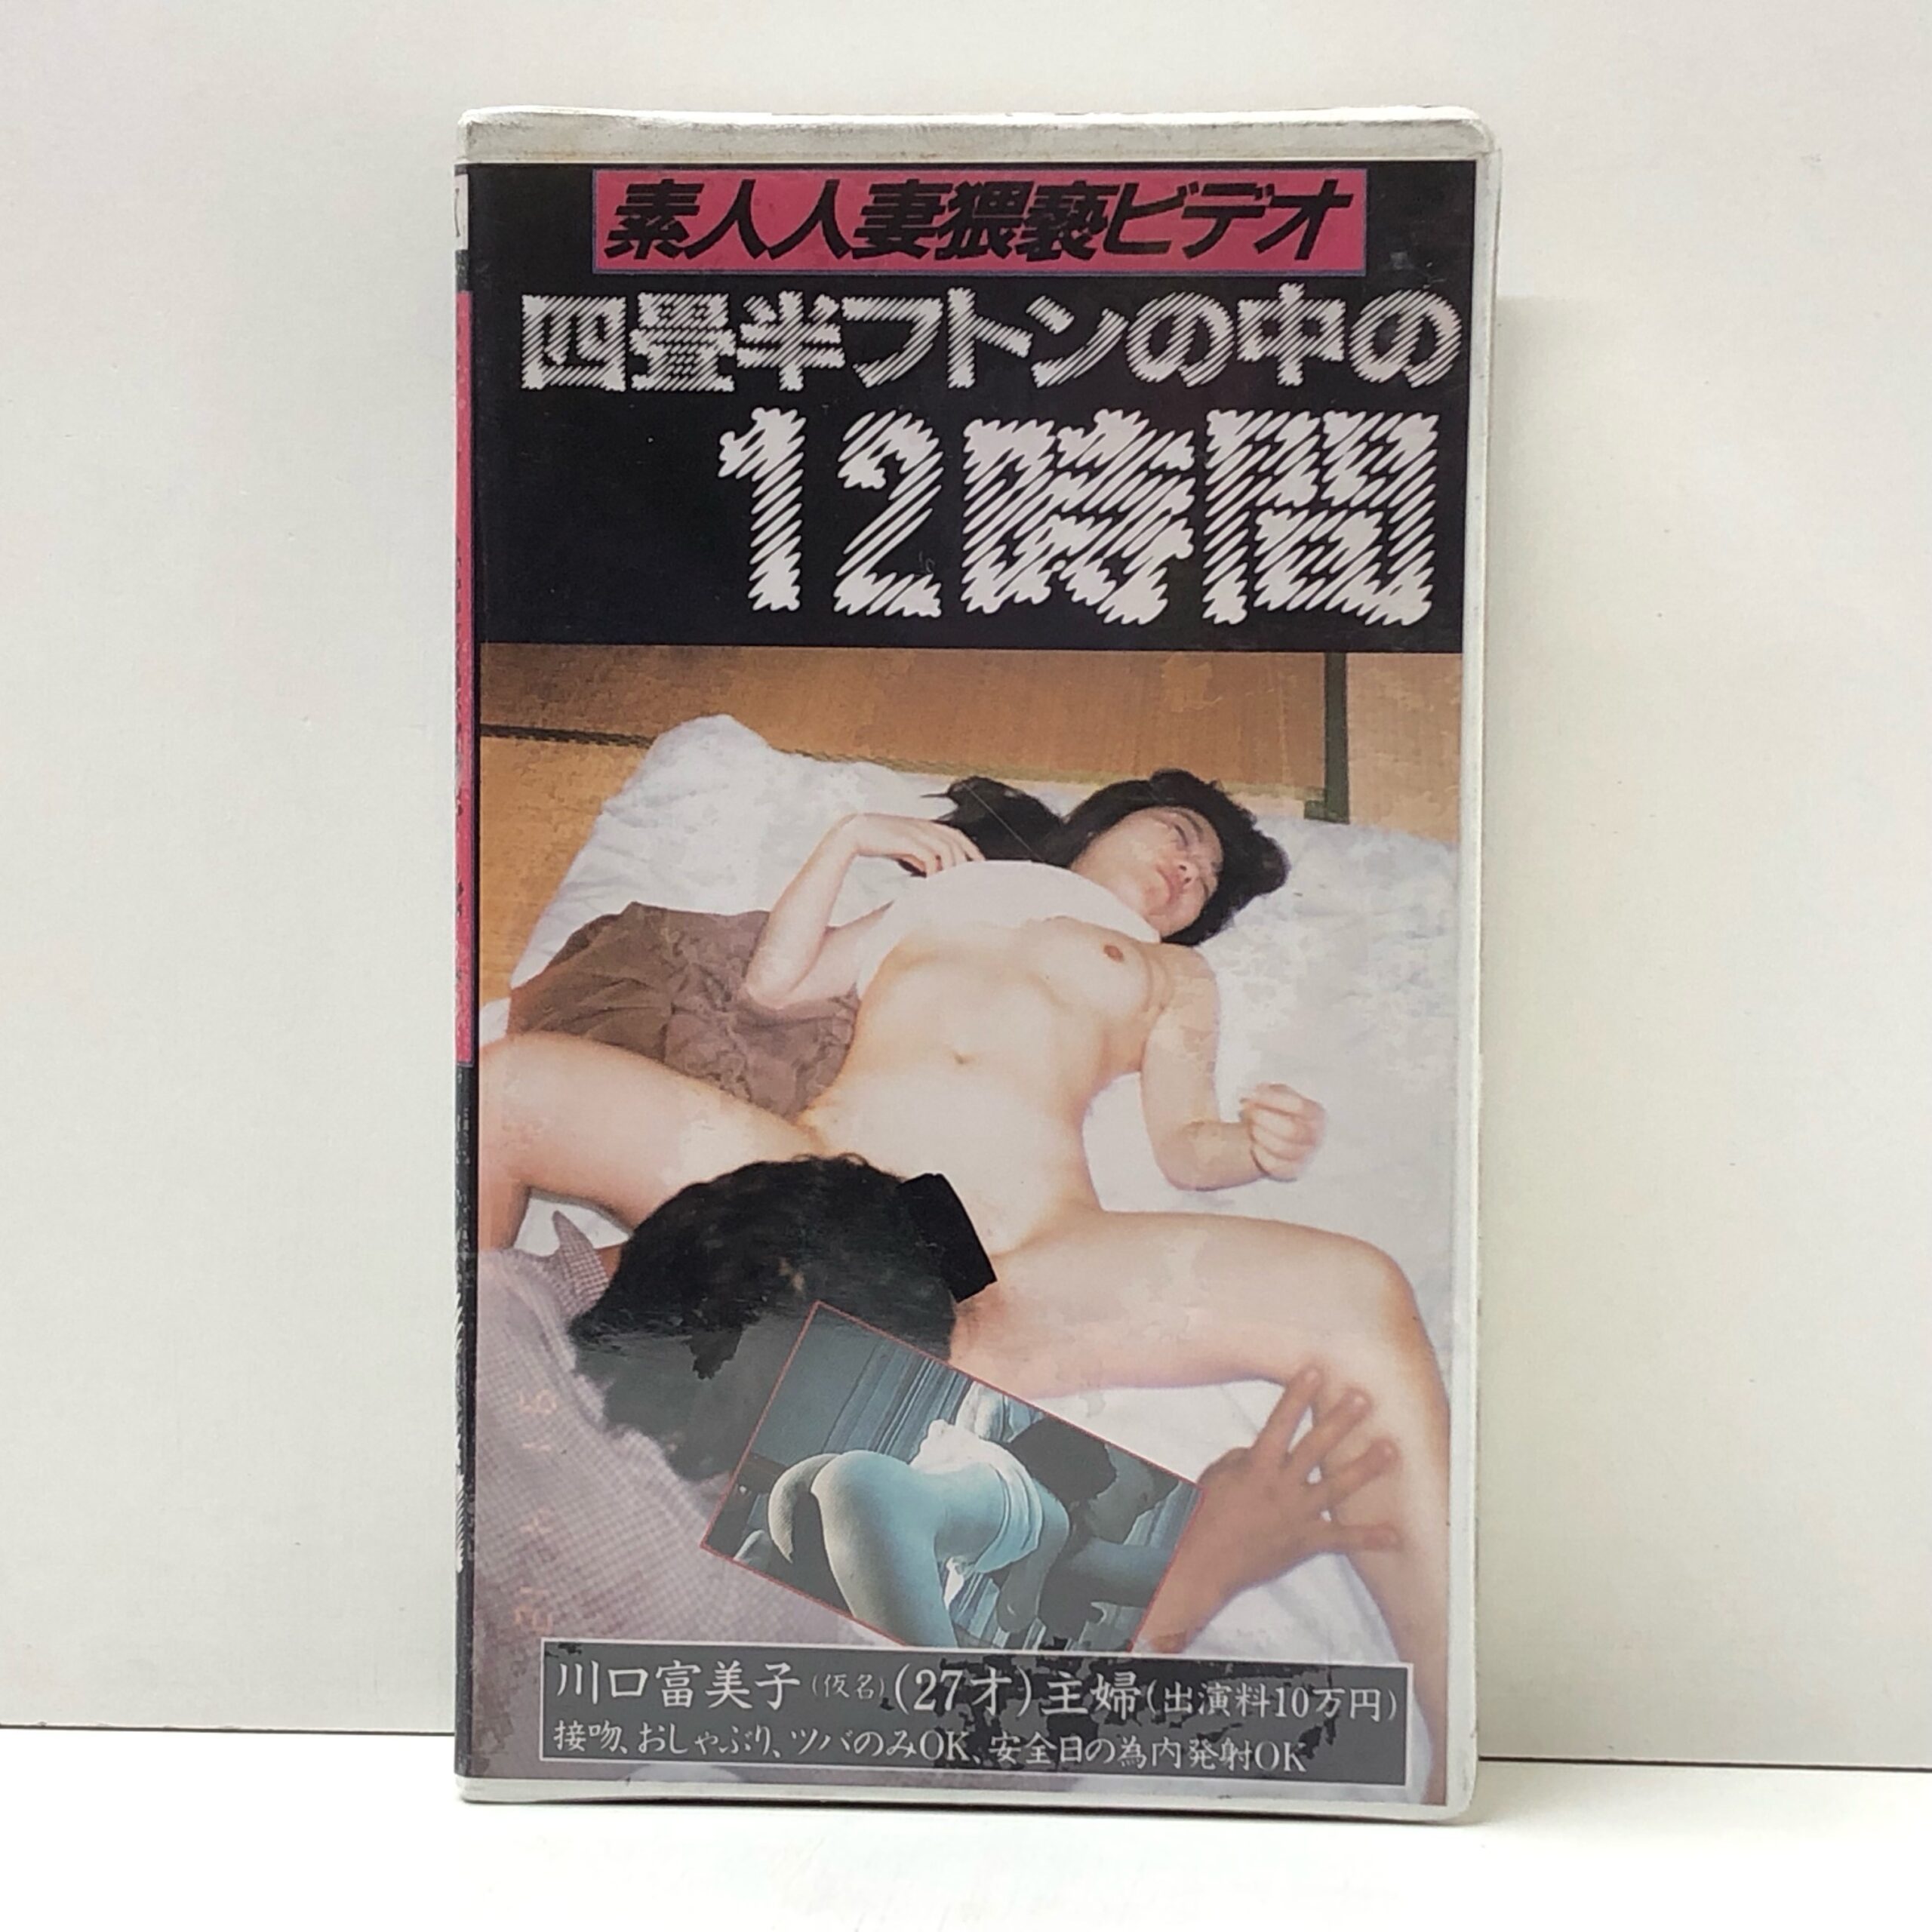 素人人妻猥褻ビデオ
四畳半フトンの中の
12時間
川口富美子(仮名)(27才)主婦(出演料10万円)
接吻、おしゃぶり、ツバのみOK、安全日の為内発射OK